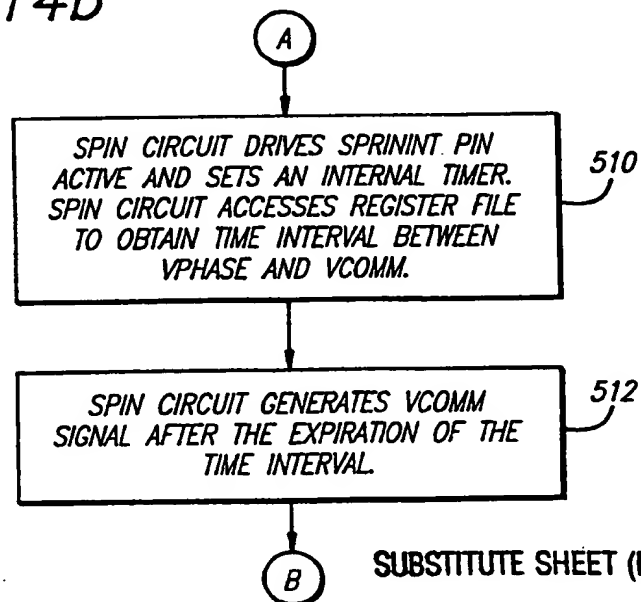 14b
A
SPIN CIRCUIT DRIVES SPRININT PIN
ACTIVE AND SETS AN INTERNAL TIMER.
SPIN CIRCUIT ACCESSES REGISTER FILE
TO OBTAIN TIME INTERVAL BETWEEN
VPHASE AND VCOMM.
510
SPIN CIRCUIT GENERATES VCOMM
SIGNAL AFTER THE EXPIRATION OF THE
TIME INTERVAL.
512
B
SUBSTITUTE SHEET (